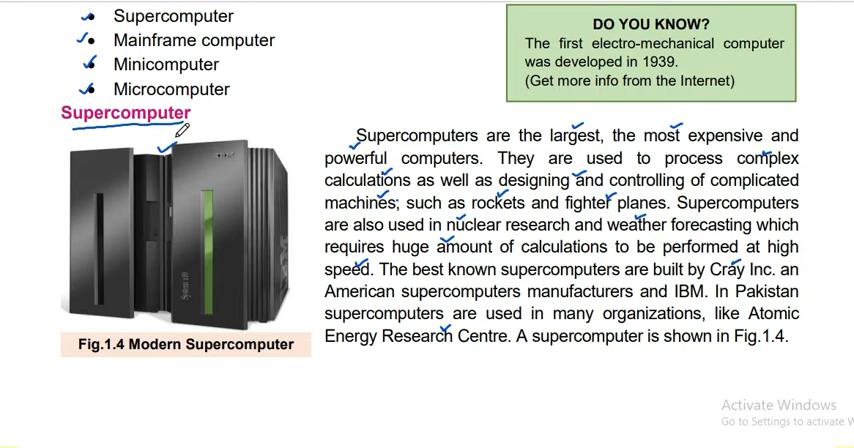 Supercomputer
Mainframe computer
Minicomputer
Microcomputer
DO YOU KNOW?
The first electro-mechanical computer
was developed in 1939.
(Get more info from the Internet)
Supercomputer
Supercomputers are the largest, the most expensive and
powerful computers. They are used to process complex
calculations as well as designing and controlling of complicated
machines; such as rockets and fighter planes. Supercomputers
are also used in nuclear research and weather forecasting which
requires huge amount of calculations to be performed at high
speed. The best known supercomputers are built by Cray Inc. an
American supercomputers manufacturers and IBM. In Pakistan
supercomputers are used in many organizations, like Atomic
Energy Research Centre. A supercomputer is shown in Fig.1.4.
Fig.1.4 Modern Supercomputer
Activate Windows
Go to Settings to activate W